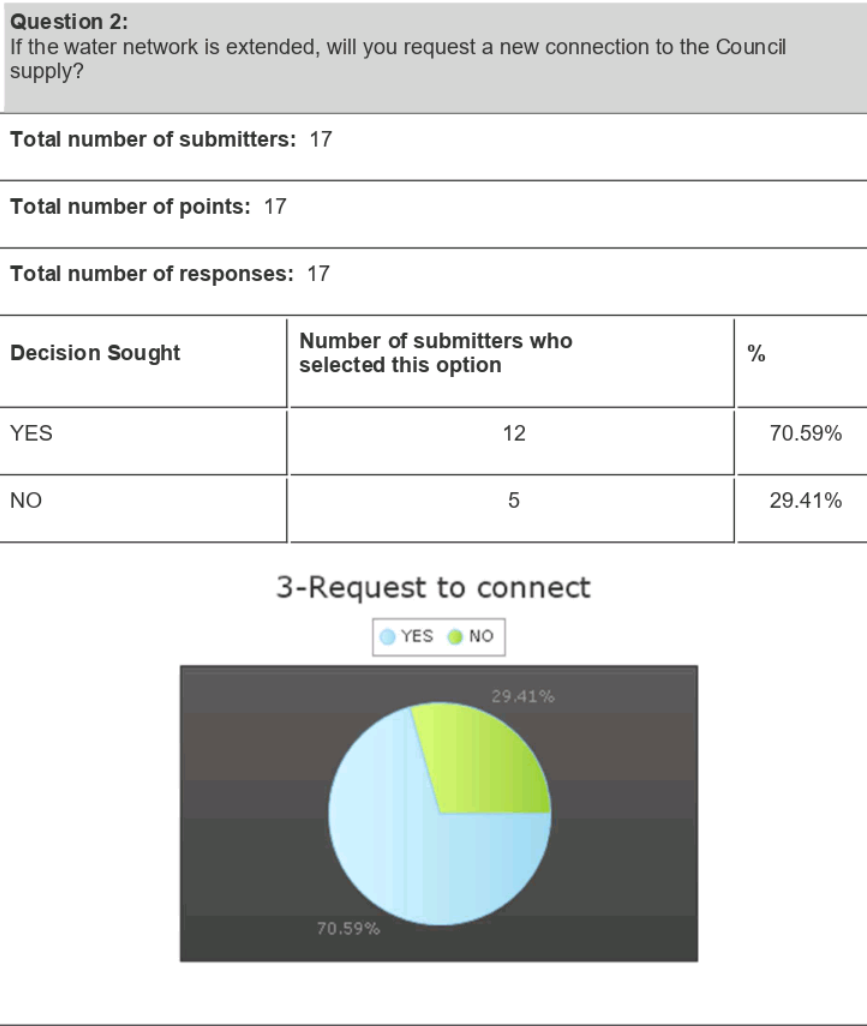 Question 2:
If the water network is extended, will you request a new connection to the Council
supply?
Total number of submitters: 17
Total number of points: 17
Total number of responses: 17
Decision Sought
Number of submitters who
selected this option
%
YES
12
70.59%
NO
5
29.41%
3-Request to connect
YES NO
29.41%
70.59%